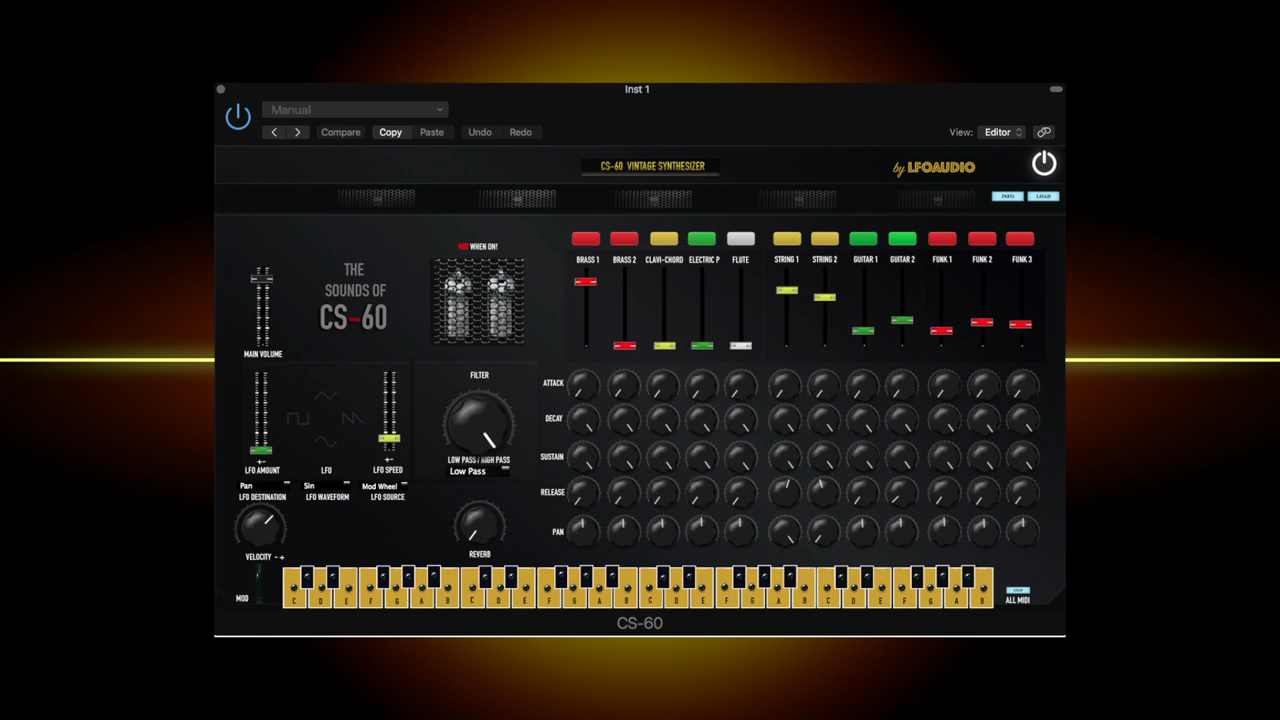 Inst 1
Manual
Compare Copy Paste Undo Redo View: Editor
CS-60 VINTAGE SYNTHESIZER
by LFOAUDIO
INFO LOAD
THE
SOUNDS OF
CS-60
WHEN ON!
BRASS 1 BRASS 2 CLAVI-CHORD ELECTRIC P FLUTE STRING 1 STRING 2 GUITAR 1 GUITAR 2 FUNK 1 FUNK 2 FUNK 3
MAIN VOLUME
FILTER
ATTACK
DECAY
SUSTAIN
RELEASE
PAN
LOW PASS / HIGH PASS
Low Pass
+-
LFO AMOUNT
LFO
+-
LFO SPEED
Pan
LFO DESTINATION
Sin
LFO WAVEFORM
Mod Wheel
LFO SOURCE
VELOCITY - +
REVERB
MOD
C D E F G A B C D E F G A B C D E F G A B C D E F G A B
ALL MIDI
CS-60